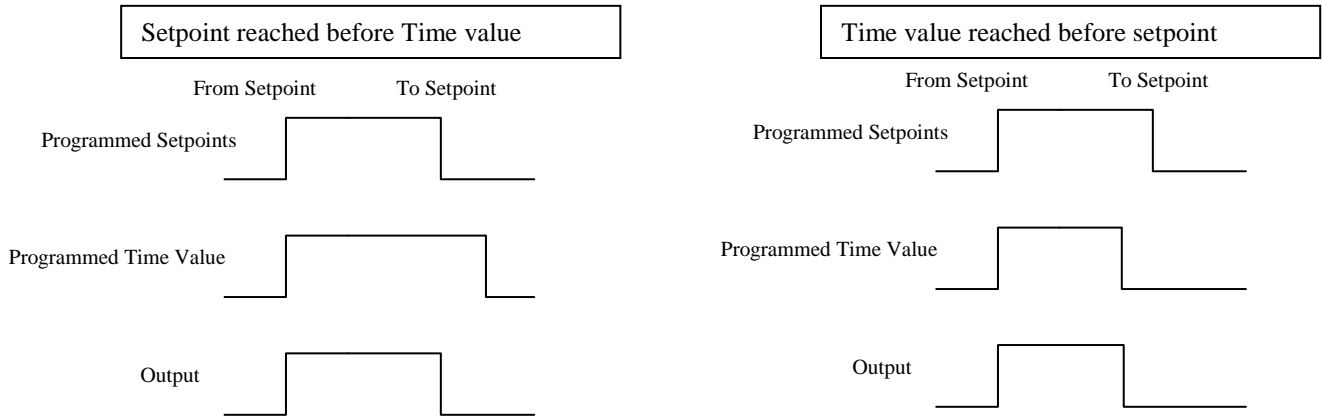 Setpoint reached before Time value
From Setpoint To Setpoint
Programmed Setpoints
Programmed Time Value
Output
Time value reached before setpoint
From Setpoint To Setpoint
Programmed Setpoints
Programmed Time Value
Output